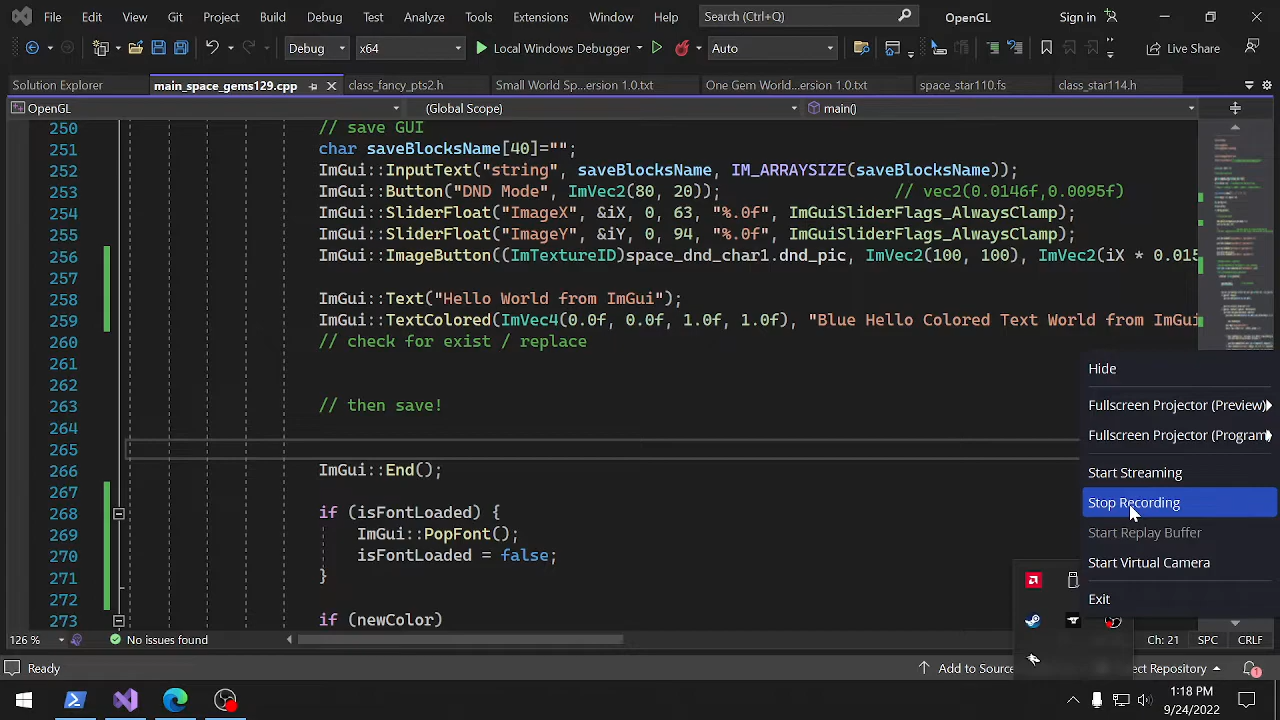 File Edit View Git Project Build Debug Test Analyze Tools Extensions Window Help Search (Ctrl+Q) OpenGL Sign in
Debug x64 Local Windows Debugger Auto Live Share
Solution Explorer main_space_gems129.cpp class_fancy_pts2.h Small World Sp...ersion 1.0.txt One Gem World...ersion 1.0.txt space_star110.fs class_star114.h
OpenGL (Global Scope) main()
250 // save GUI
251 char saveBlocksName[40]="";
252 ImGui::InputText("string", saveBlocksName, IM_ARRAYSIZE(saveBlocksName));
253 ImGui::Button("DND Mode", ImVec2(80, 20)); // vec2(0.0146f,0.0095f)
254 ImGui::SliderFloat("imageX", &iX, 0, 63, "%.0f", ImGuiSliderFlags_AlwaysClamp);
255 ImGui::SliderFloat("imageY", &iY, 0, 94, "%.0f", ImGuiSliderFlags_AlwaysClamp);
256 ImGui::ImageButton((ImTextureID)space_obj.
257
258 ImGui::Text("Hello World from ImGui");
259 ImGui::TextColored(ImVec4(0.0f, 0.0f, 1.0f, 1.0f), "Blue Hello Colored Text World from ImGui
260 // check for exist / replace
261
262
263 // then save!
264
265
266 ImGui::End();
267
268 if (isFontLoaded) {
269 ImGui::PopFont();
270 isFontLoaded = false;
271 }
272
273 if (newColor)
Hide
Fullscreen Projector (Preview)
Fullscreen Projector (Program
Start Streaming
Stop Recording
Start Replay Buffer
Start Virtual Camera
Exit
126 % No issues found Ch: 21 SPC CRLF
Ready Add to Source Repository 1
1:18 PM
9/24/2022